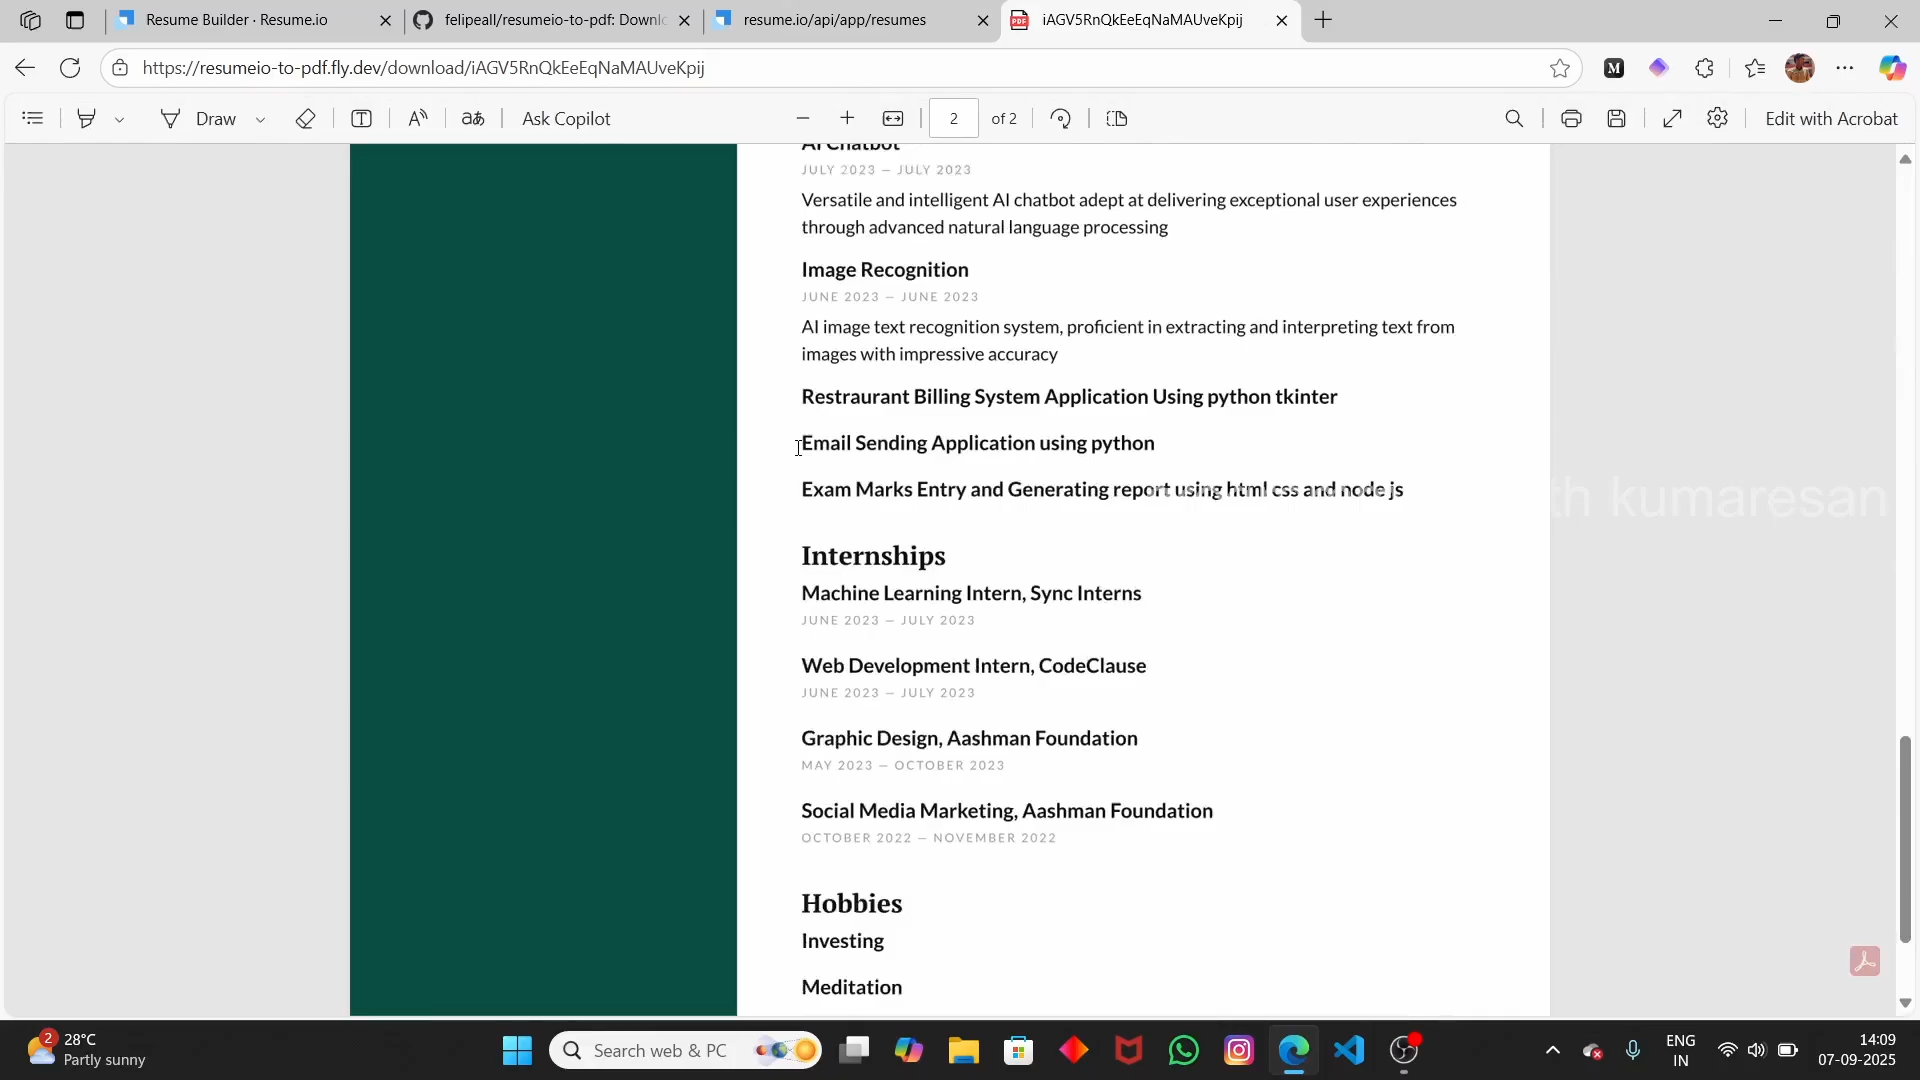 Resume Builder · Resume.io
felipeall/resumeio-to-pdf: Downlo
resume.io/api/app/resumes
iAGV5RnQkEeEqNaMAUveKpij
https://resumeio-to-pdf.fly.dev/download/iAGV5RnQkEeEqNaMAUveKpij
M
Draw
aあ
Ask Copilot
2
of 2
Edit with Acrobat
AI Chatbot
JULY 2023 — JULY 2023
Versatile and intelligent AI chatbot adept at delivering exceptional user experiences
through advanced natural language processing
Image Recognition
JUNE 2023 — JUNE 2023
AI image text recognition system, proficient in extracting and interpreting text from
images with impressive accuracy
Restraurant Billing System Application Using python tkinter
Email Sending Application using python
Exam Marks Entry and Generating report using html css and node js
th kumaresan
Internships
Machine Learning Intern, Sync Interns
JUNE 2023 — JULY 2023
Web Development Intern, CodeClause
JUNE 2023 — JULY 2023
Graphic Design, Aashman Foundation
MAY 2023 — OCTOBER 2023
Social Media Marketing, Aashman Foundation
OCTOBER 2022 — NOVEMBER 2022
Hobbies
Investing
Meditation
2
28°C
Partly sunny
Search web & PC
ENG
IN
14:09
07-09-2025